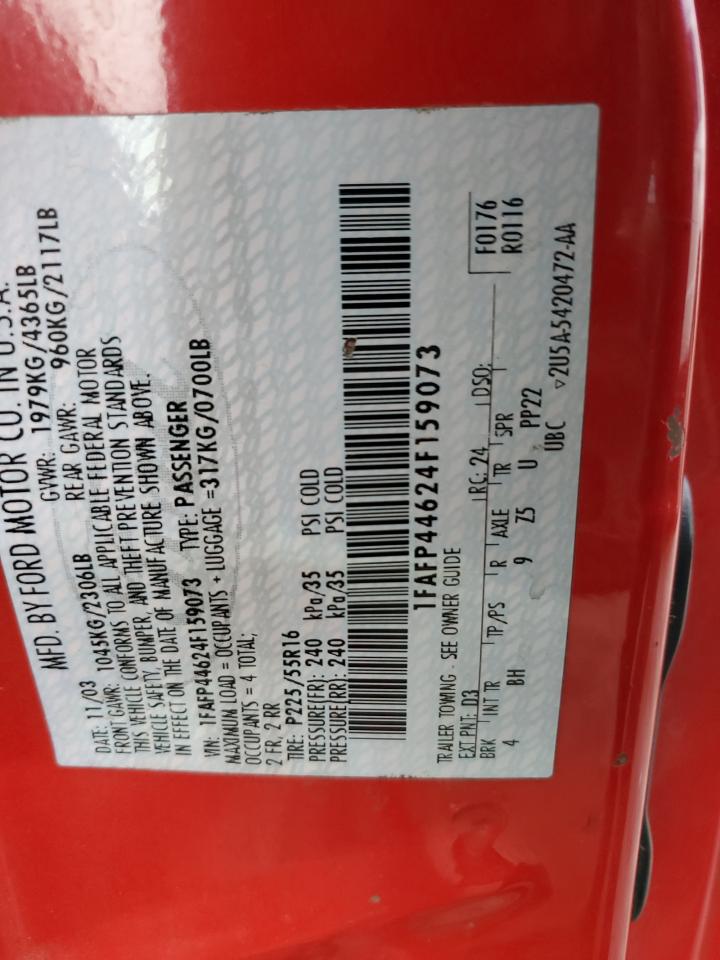 MFD. BY FORD MOTOR CO. IN U.S.A.
DATE: 11/03 GVWR: 1979KG/4365LB
FRONT GAWR: 1045KG/2306LB REAR GAWR: 960KG/2117LB
THIS VEHICLE CONFORMS TO ALL APPLICABLE FEDERAL MOTOR
VEHICLE SAFETY, BUMPER, AND THEFT PREVENTION STANDARDS
IN EFFECT ON THE DATE OF MANUFACTURE SHOWN ABOVE.
VIN: 1FAFP44624F159073 TYPE: PASSENGER
MAXIMUM LOAD = OCCUPANTS + LUGGAGE =317KG/0700LB
OCCUPANTS = 4 TOTAL;
2 FR, 2 RR
TIRE: P225/55R16
PRESSURE(FR): 240 kPa/35 PSI COLD
PRESSURE(RR): 240 kPa/35 PSI COLD
1FAFP44624F159073
TRAILER TOWING - SEE OWNER GUIDE
F0176
EXT PNT: D3 RC: 24 DSO:
R0116
BRK INT TR TP/PS R AXLE TR SPR
4 BH 9 Z5 U PP22
UBC ▽2U5A-5420472-AA